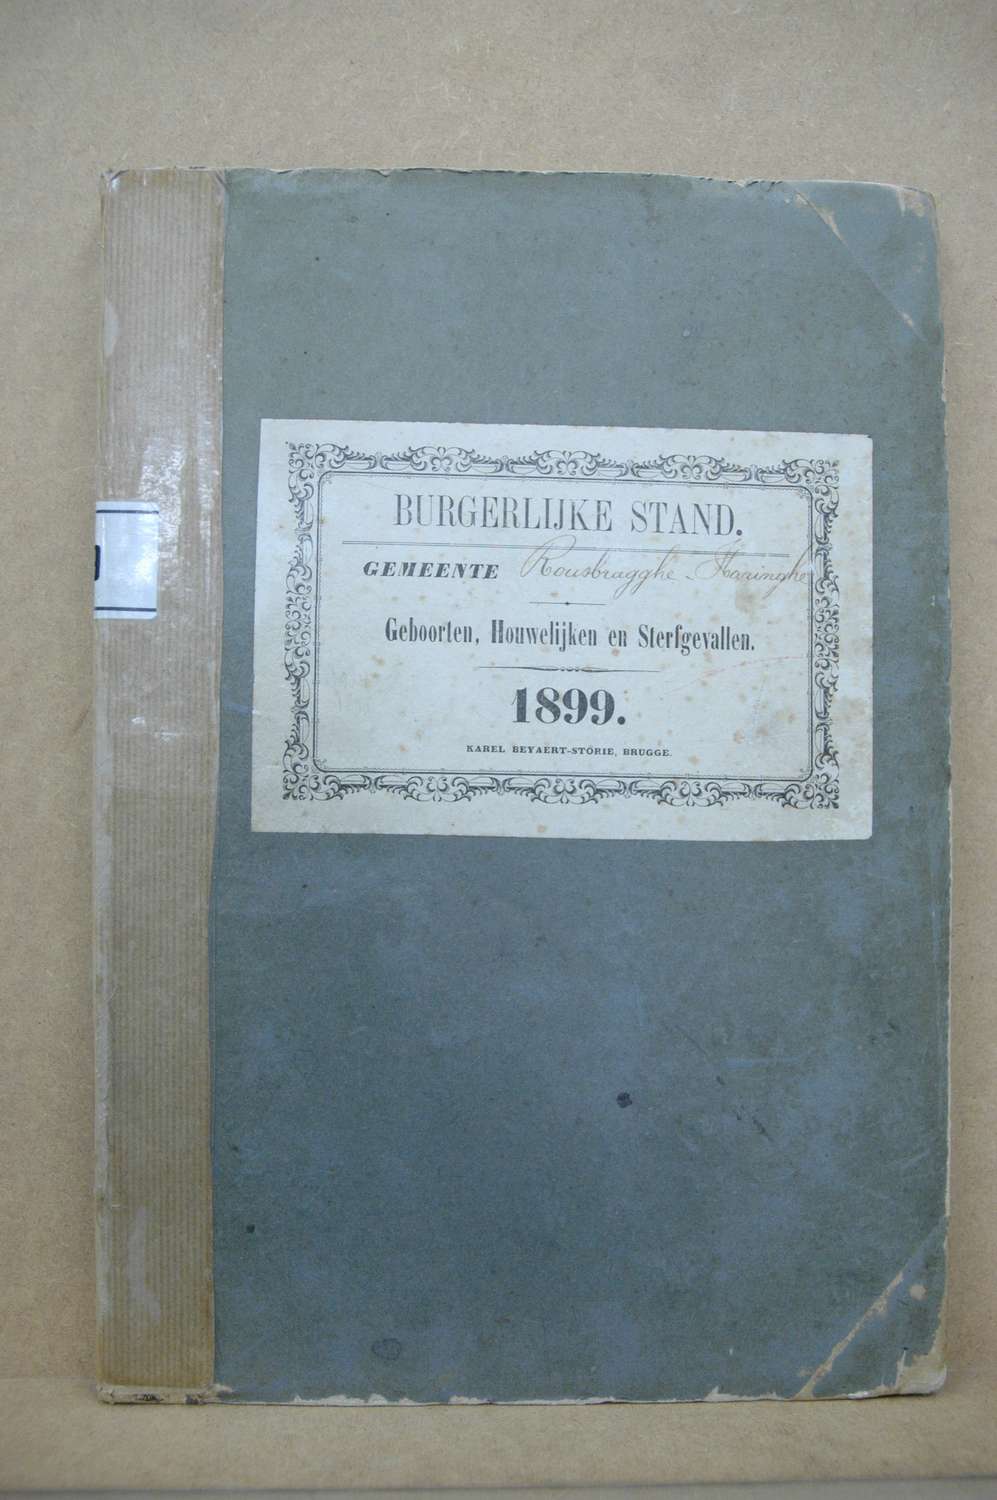 BURGERLIJKE STAND.
GEMEENTE Rousbrugghe-Haringhe
Geboorten, Houwelijken en Sterfgevallen.
1899.
KAREL BEYAERT-STORIE, BRUGGE.